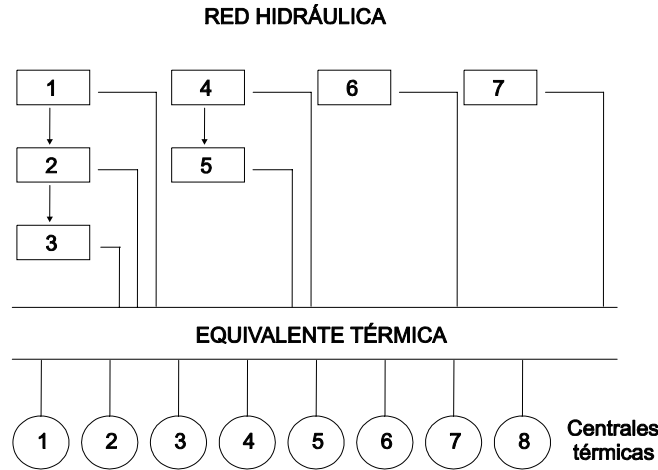 RED HIDRÁULICA
1 4 6 7
2 5
3
EQUIVALENTE TÉRMICA
1 2 3 4 5 6 7 8
Centrales
térmicas